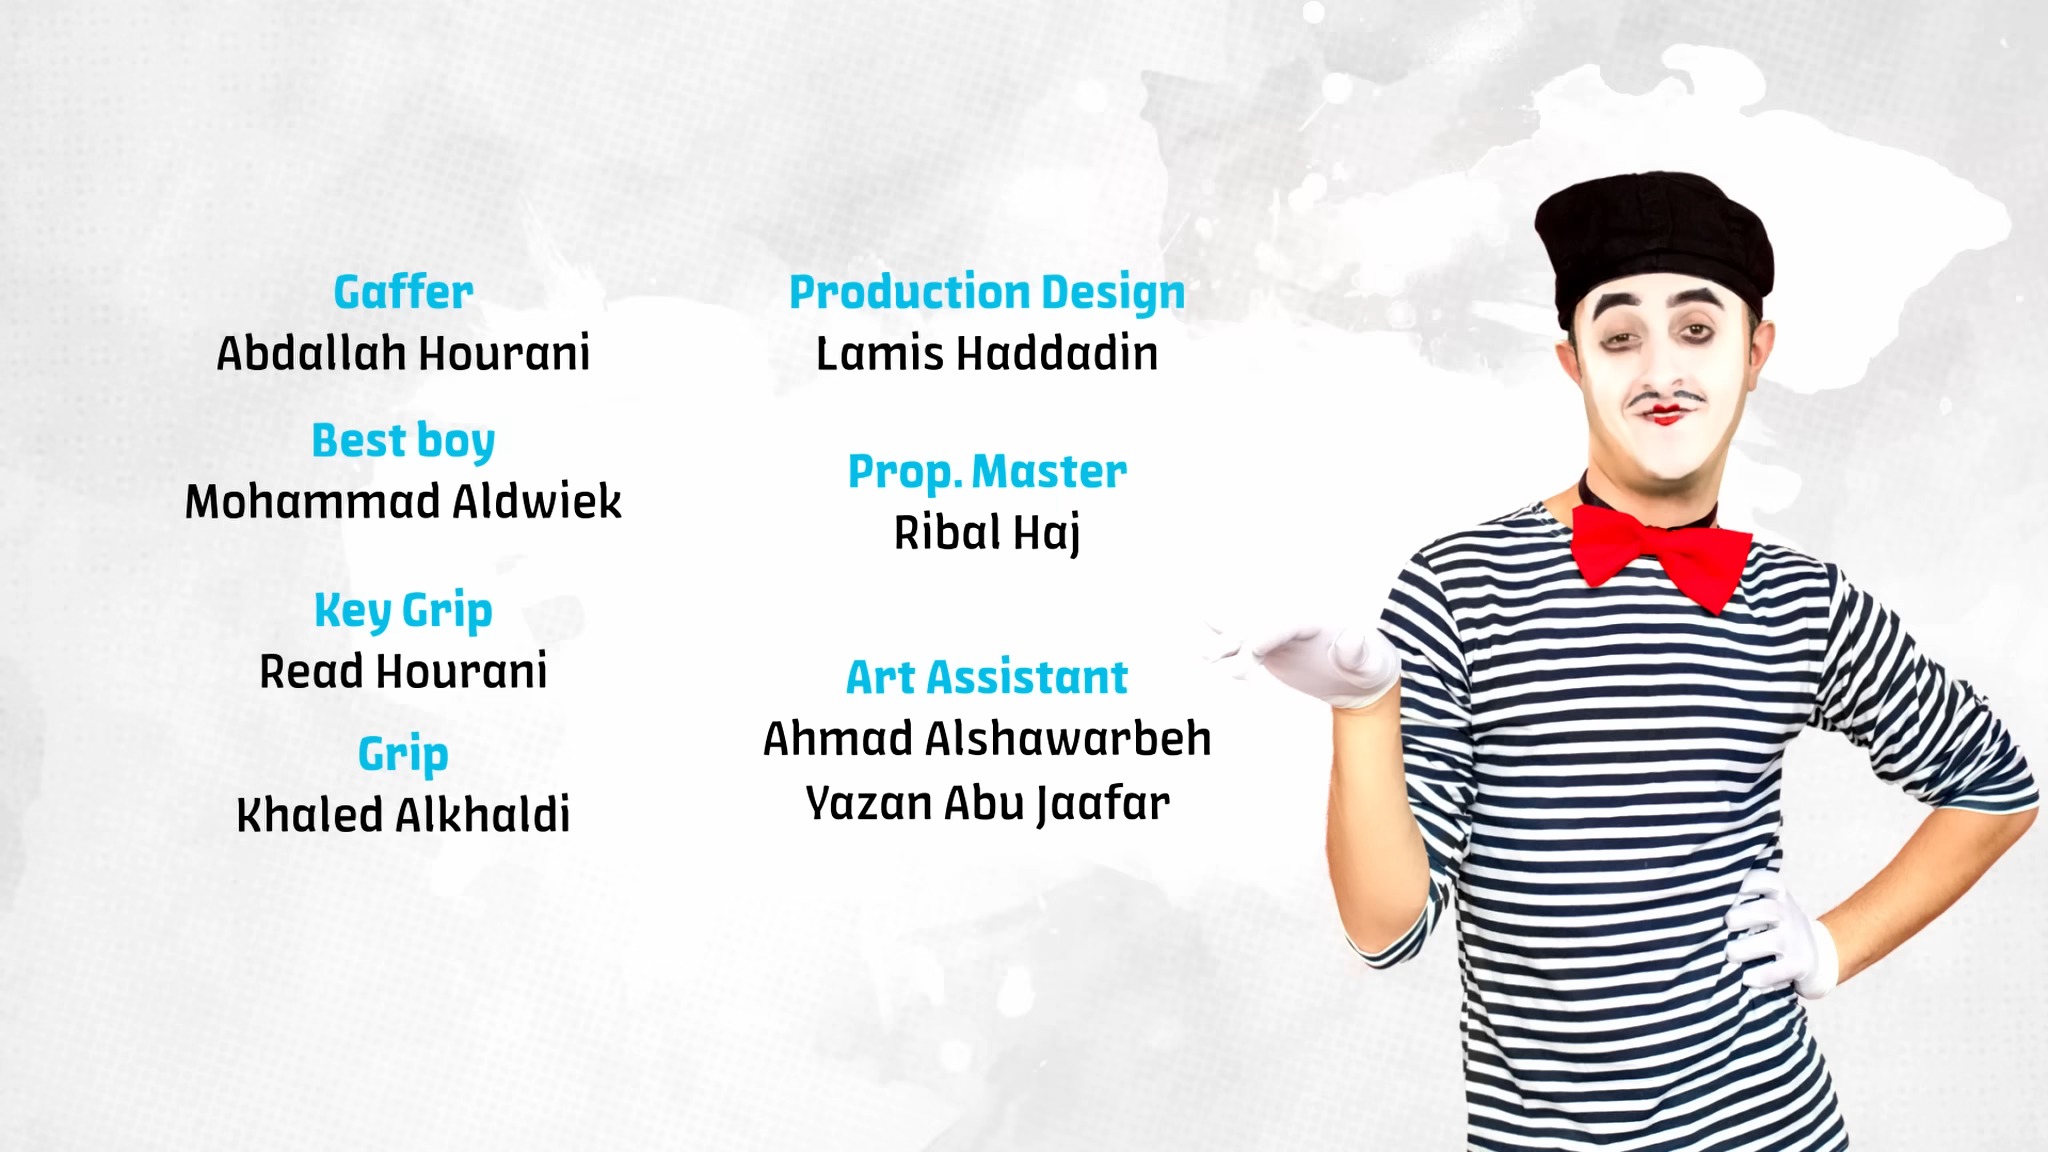 Gaffer
Abdallah Hourani
Best boy
Mohammad Aldwiek
Key Grip
Read Hourani
Grip
Khaled Alkhaldi
Production Design
Lamis Haddadin
Prop. Master
Ribal Haj
Art Assistant
Ahmad Alshawarbeh
Yazan Abu Jaafar